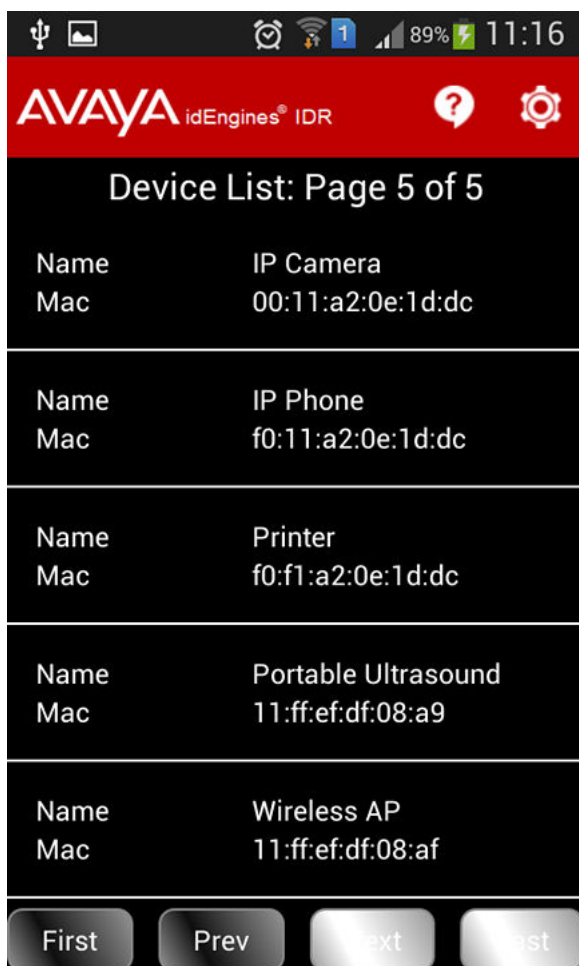 1 89% 11:16
AVAYA idEngines® IDR
Device List: Page 5 of 5
Name IP Camera
Mac 00:11:a2:0e:1d:dc
Name IP Phone
Mac f0:11:a2:0e:1d:dc
Name Printer
Mac f0:f1:a2:0e:1d:dc
Name Portable Ultrasound
Mac 11:ff:ef:df:08:a9
Name Wireless AP
Mac 11:ff:ef:df:08:af
First Prev